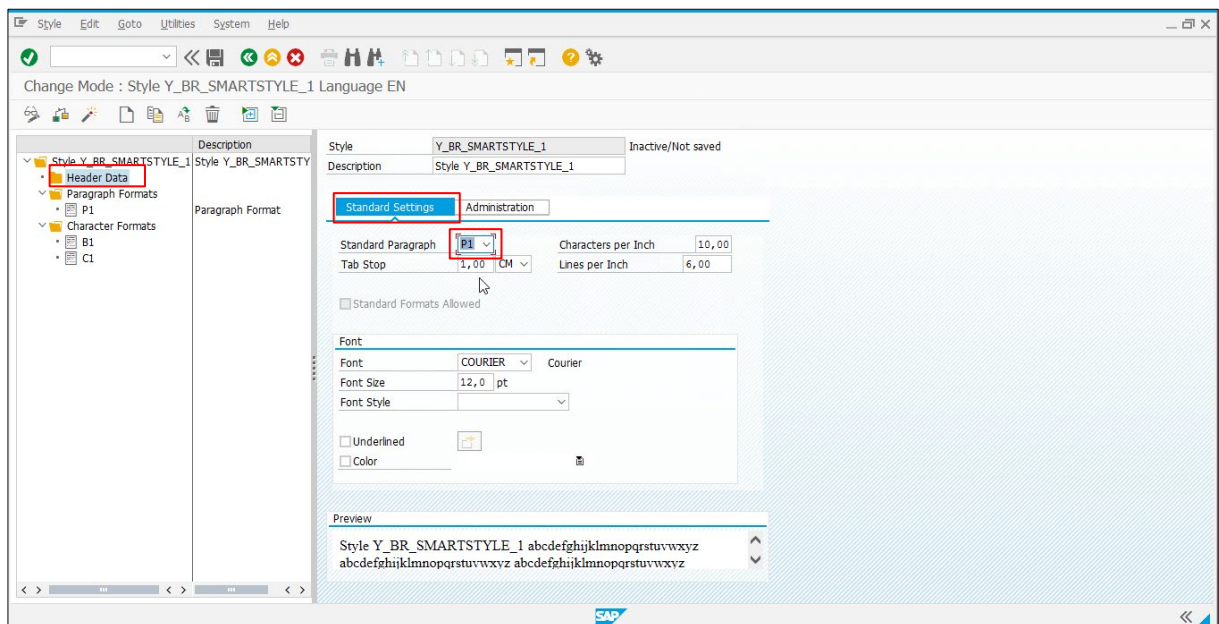 Style Edit Goto Utilities System Help
Change Mode : Style Y_BR_SMARTSTYLE_1 Language EN
Description
Style Y_BR_SMARTSTYLE_1 Style Y_BR_SMARTSTY
Header Data
Paragraph Formats
P1 Paragraph Format
Character Formats
B1
C1
Style Y_BR_SMARTSTYLE_1 Inactive/Not saved
Description Style Y_BR_SMARTSTYLE_1
Standard Settings Administration
Standard Paragraph P1 Characters per Inch 10,00
Tab Stop 1,00 CM Lines per Inch 6,00
Standard Formats Allowed
Font
Font COURIER Courier
Font Size 12,0 pt
Font Style
Underlined
Color
Preview
Style Y_BR_SMARTSTYLE_1 abcdefghijklmnopqrstuvwxyz
abcdefghijklmnopqrstuvwxyz abcdefghijklmnopqrstuvwxyz
SAP